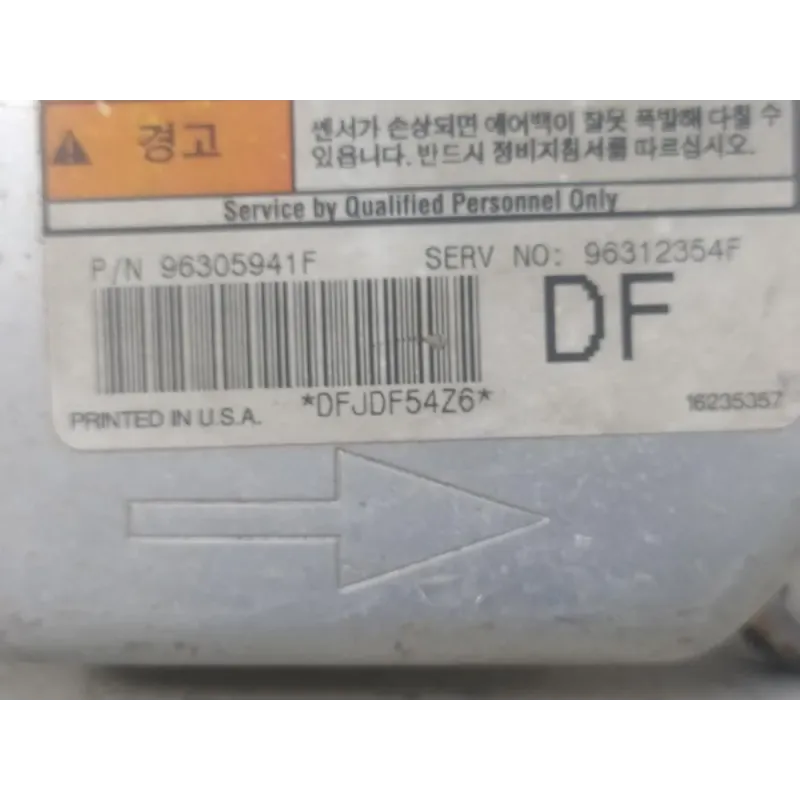 경고
센서가 손상되면 에어백이 잘못 폭발해 다칠 수
있읍니다. 반드시 정비지침서를 따르십시오.
Service by Qualified Personnel Only
P/N 96305941F SERV NO: 96312354F
DF
*DFJDF54Z6*
PRINTED IN U.S.A. 16235357